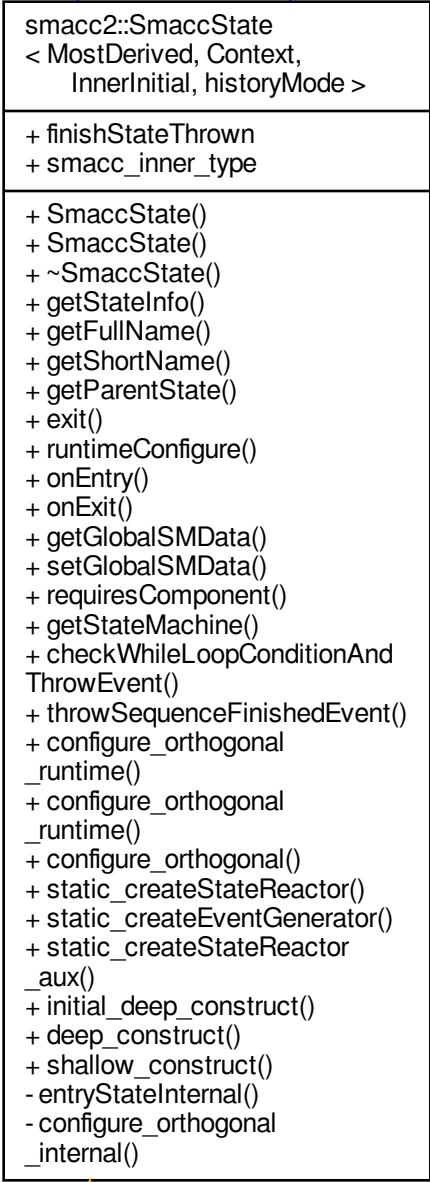 smacc2::SmaccState
< MostDerived, Context,
InnerInitial, historyMode >
+ finishStateThrown
+ smacc_inner_type
+ SmaccState()
+ SmaccState()
+ ~SmaccState()
+ getStateInfo()
+ getFullName()
+ getShortName()
+ getParentState()
+ exit()
+ runtimeConfigure()
+ onEntry()
+ onExit()
+ getGlobalSMData()
+ setGlobalSMData()
+ requiresComponent()
+ getStateMachine()
+ checkWhileLoopConditionAnd
ThrowEvent()
+ throwSequenceFinishedEvent()
+ configure_orthogonal
_runtime()
+ configure_orthogonal
_runtime()
+ configure_orthogonal()
+ static_createStateReactor()
+ static_createEventGenerator()
+ static_createStateReactor
_aux()
+ initial_deep_construct()
+ deep_construct()
+ shallow_construct()
- entryStateInternal()
- configure_orthogonal
_internal()